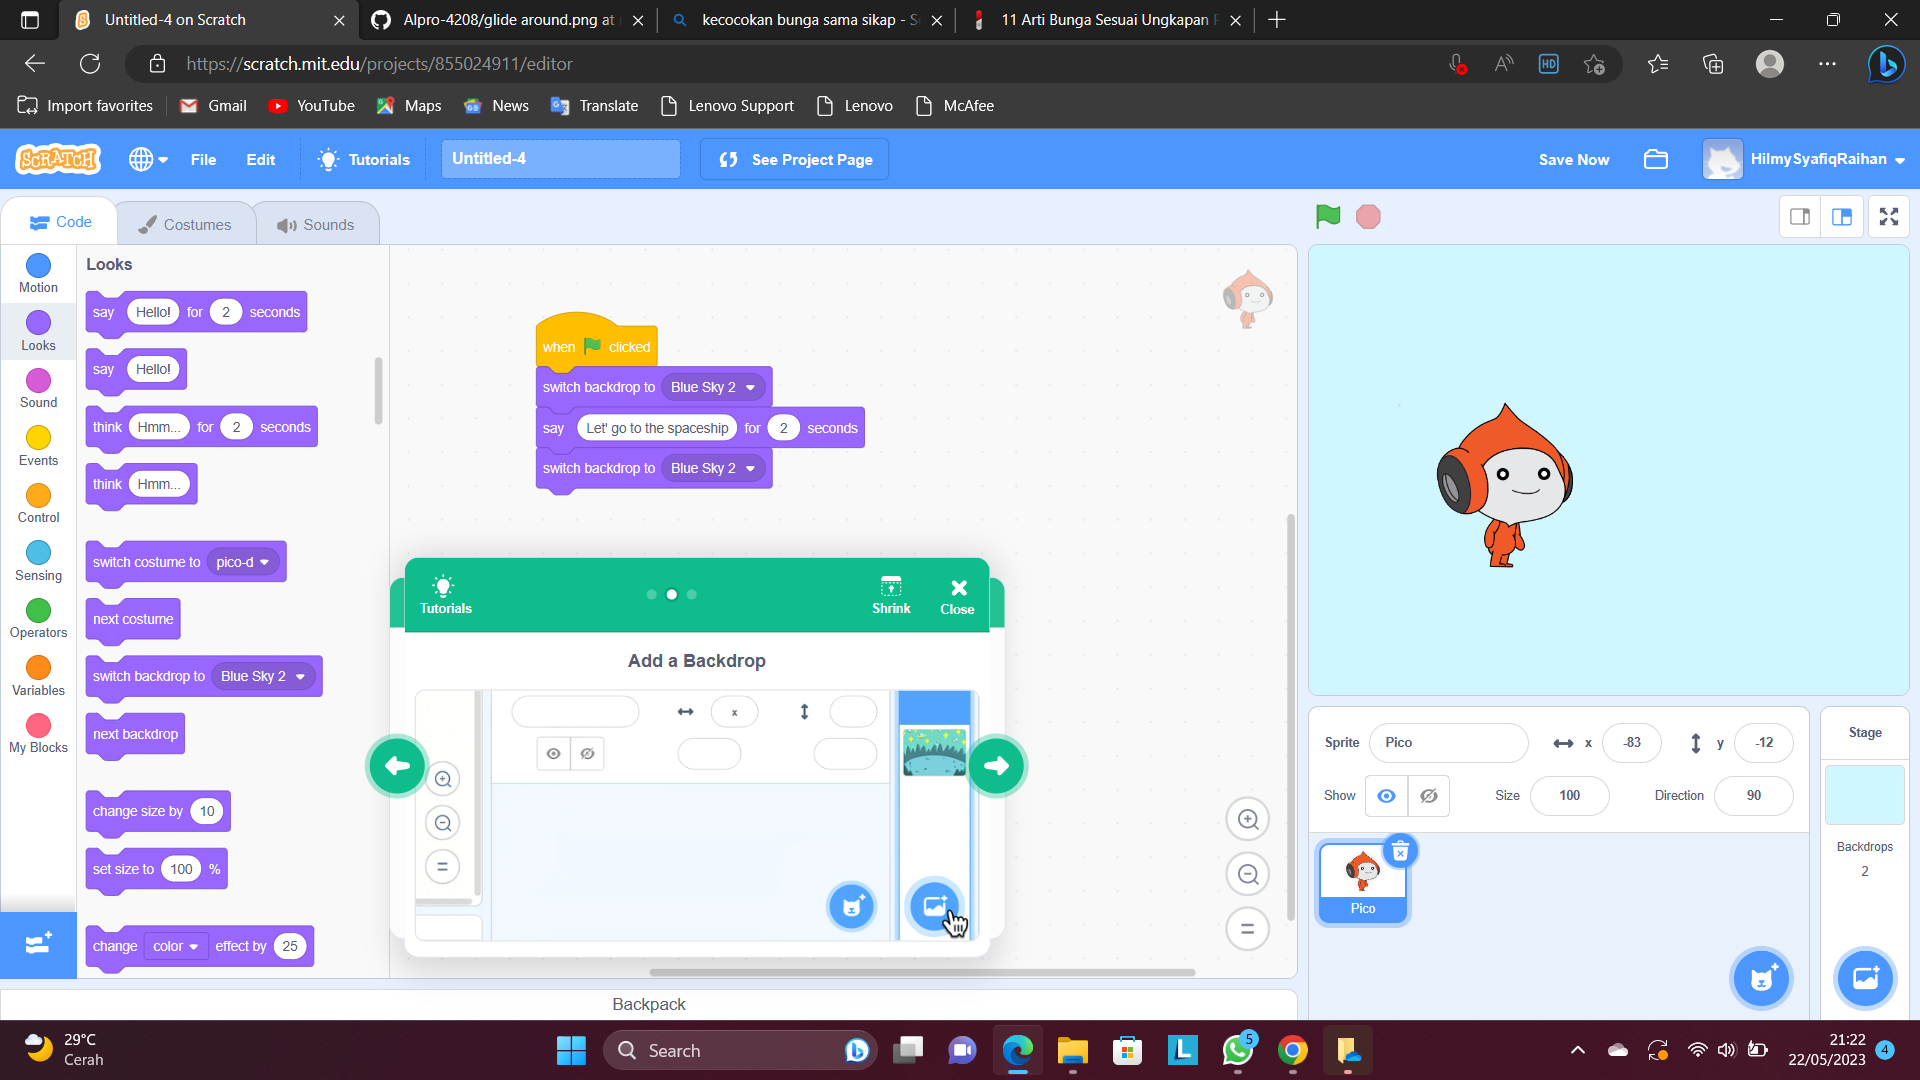 Untitled-4 on Scratch
Alpro-4208/glide around.png at
kecocokan bunga sama sikap - S
11 Arti Bunga Sesuai Ungkapan P
https://scratch.mit.edu/projects/855024911/editor
HD
Import favorites
Gmail
YouTube
Maps
News
Translate
Lenovo Support
Lenovo
McAfee
SCRATCH
File
Edit
Tutorials
Untitled-4
See Project Page
Save Now
HilmySyafiqRaihan
Code
Costumes
Sounds
Motion
Looks
Sound
Events
Control
Sensing
Operators
Variables
My Blocks
Looks
say Hello! for 2 seconds
say Hello!
think Hmm... for 2 seconds
think Hmm...
switch costume to pico-d
next costume
switch backdrop to Blue Sky 2
next backdrop
change size by 10
set size to 100 %
change color effect by 25
when clicked
switch backdrop to Blue Sky 2
say Let' go to the spaceship for 2 seconds
switch backdrop to Blue Sky 2
Tutorials
Shrink
Close
Add a Backdrop
x
Sprite Pico x -83 y -12
Show Size 100 Direction 90
Pico
Stage
Backdrops
2
Backpack
29°C
Cerah
Search
L
5
21:22
22/05/2023
4